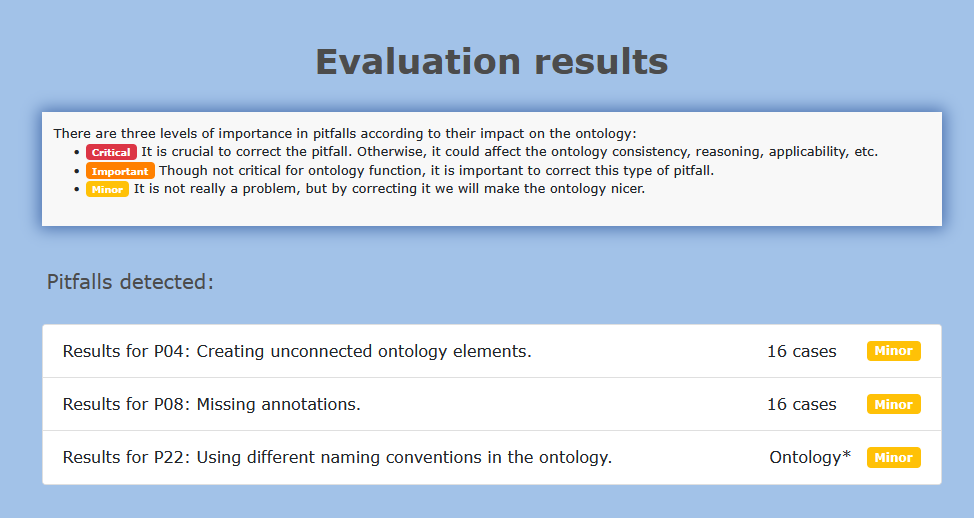 Evaluation results
There are three levels of importance in pitfalls according to their impact on the ontology:
• Critical It is crucial to correct the pitfall. Otherwise, it could affect the ontology consistency, reasoning, applicability, etc.
• Important Though not critical for ontology function, it is important to correct this type of pitfall.
• Minor It is not really a problem, but by correcting it we will make the ontology nicer.
Pitfalls detected:
Results for P04: Creating unconnected ontology elements. 16 cases Minor
Results for P08: Missing annotations. 16 cases Minor
Results for P22: Using different naming conventions in the ontology. Ontology* Minor